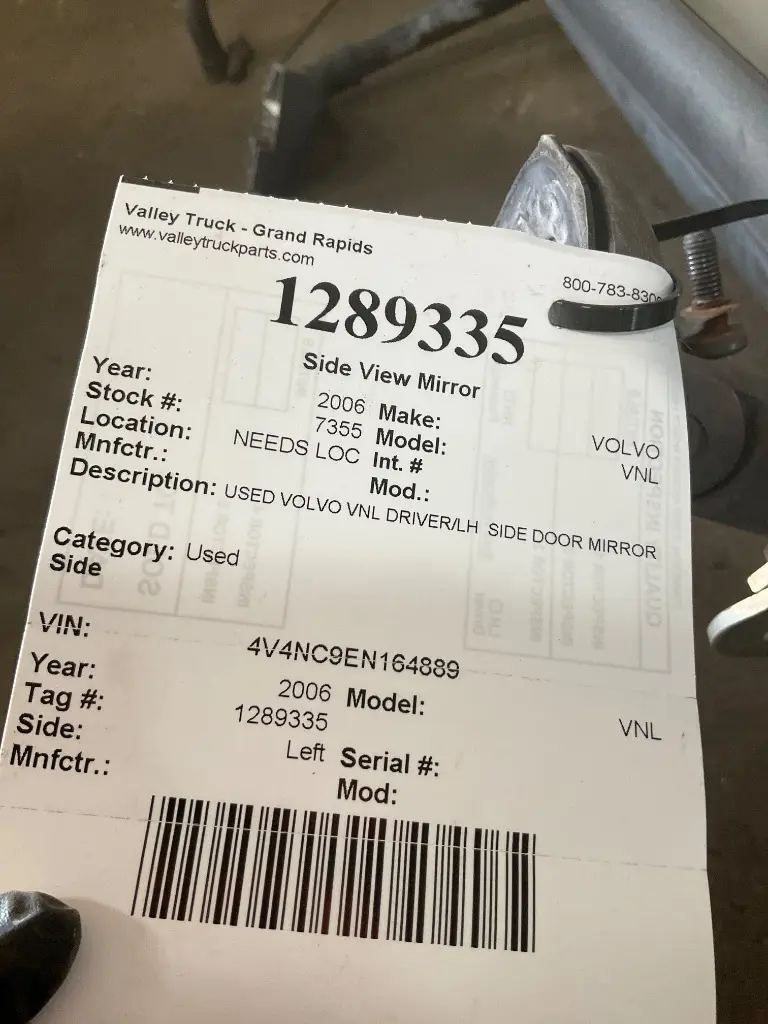 Valley Truck - Grand Rapids
www.valleytruckparts.com
800-783-830
1289335
Side View Mirror
Year: 2006 Make: VOLVO
Stock #: 7355 Model: VNL
Location: NEEDS LOC Int. #
Mnfctr.: Mod.:
Description: USED VOLVO VNL DRIVER/LH SIDE DOOR MIRROR
Category: Used
Side
VIN: 4V4NC9EN164889
Year: 2006 Model: VNL
Tag #: 1289335
Side: Left Serial #:
Mnfctr.: Mod: